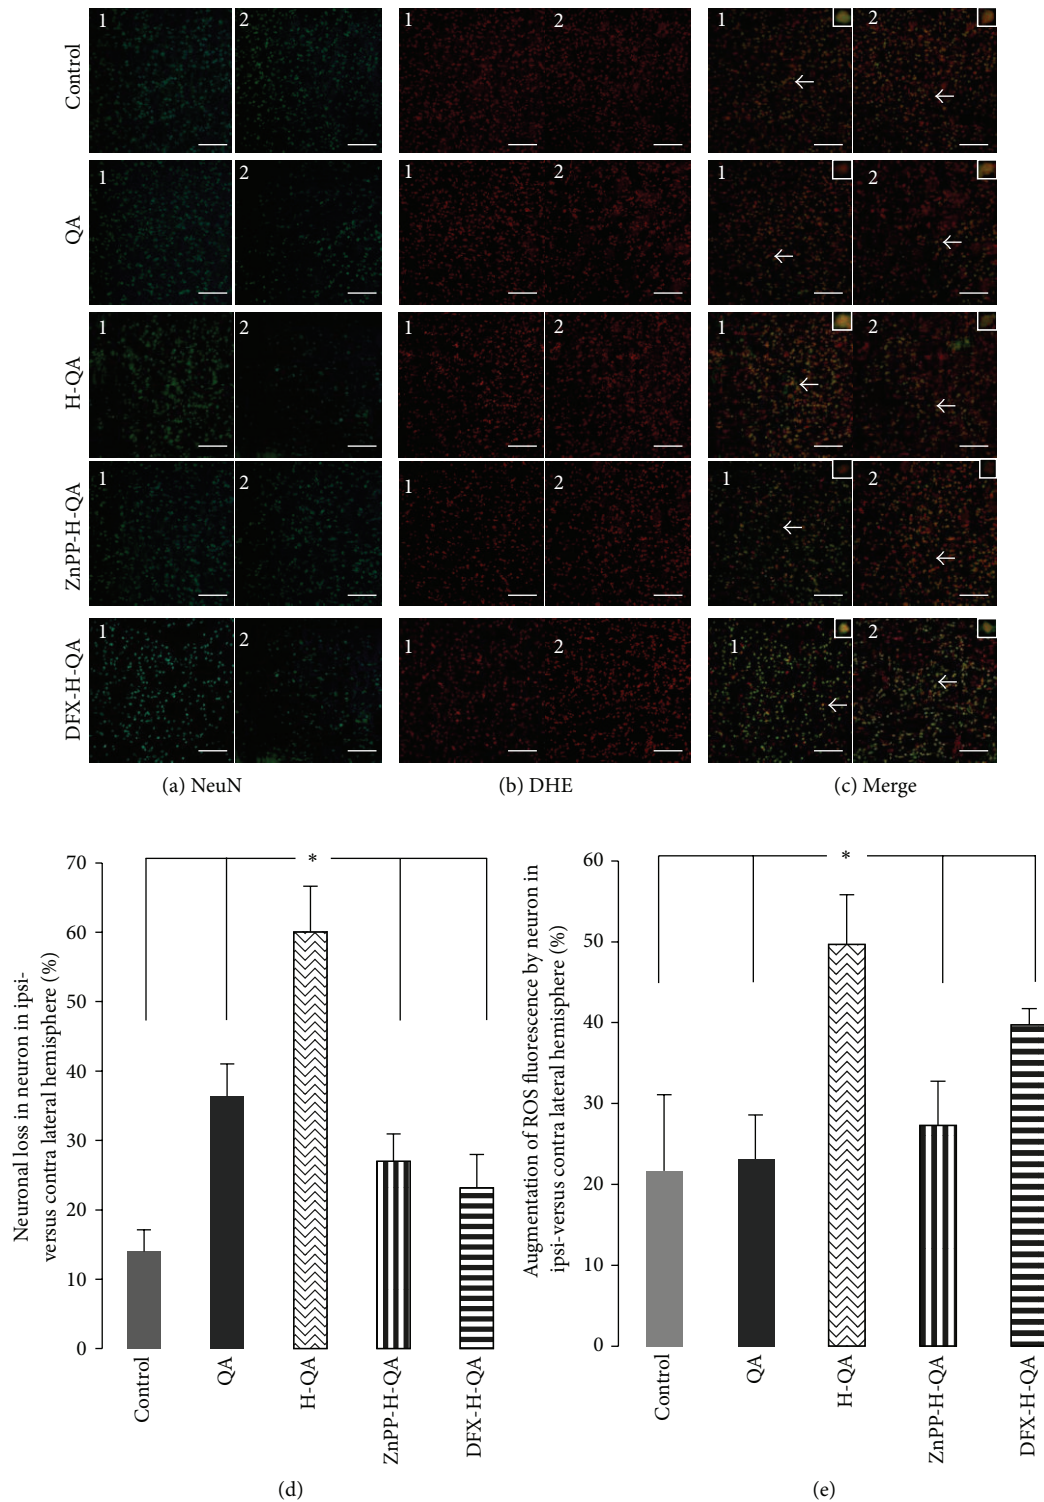 Control
1
2
1
2
1
2
QA
1
2
1
2
1
2
H-QA
1
2
1
2
1
2
ZnPP-H-QA
1
2
1
2
1
2
DFX-H-QA
1
2
1
2
1
2
(a) NeuN
(b) DHE
(c) Merge
Neuronal loss in neuron in ipsi-
versus contra lateral hemisphere (%)
70
60
50
40
30
20
10
0
*
Control
QA
H-QA
ZnPP-H-QA
DFX-H-QA
(d)
Augmentation of ROS fluorescence by neuron in
ipsi-versus contra lateral hemisphere (%)
60
50
40
30
20
10
0
*
Control
QA
H-QA
ZnPP-H-QA
DFX-H-QA
(e)